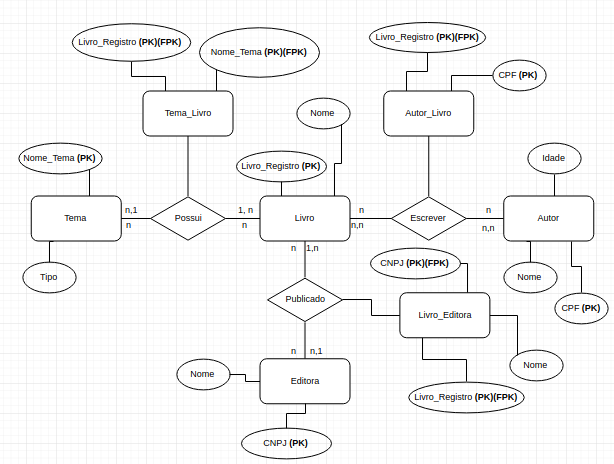 Livro_Registro (PK)(FPK)
Nome_Tema (PK)(FPK)
Livro_Registro (PK)(FPK)
CPF (PK)
Tema_Livro
Nome
Autor_Livro
Nome_Tema (PK)
Livro_Registro (PK)
Idade
Tema
n,1
n
Possui
1, n
n
Livro
n
n,n
Escrever
n
n,n
Autor
n
1,n
Tipo
CNPJ (PK)(FPK)
Nome
CPF (PK)
Publicado
Livro_Editora
n
n,1
Nome
Nome
Editora
Livro_Registro (PK)(FPK)
CNPJ (PK)